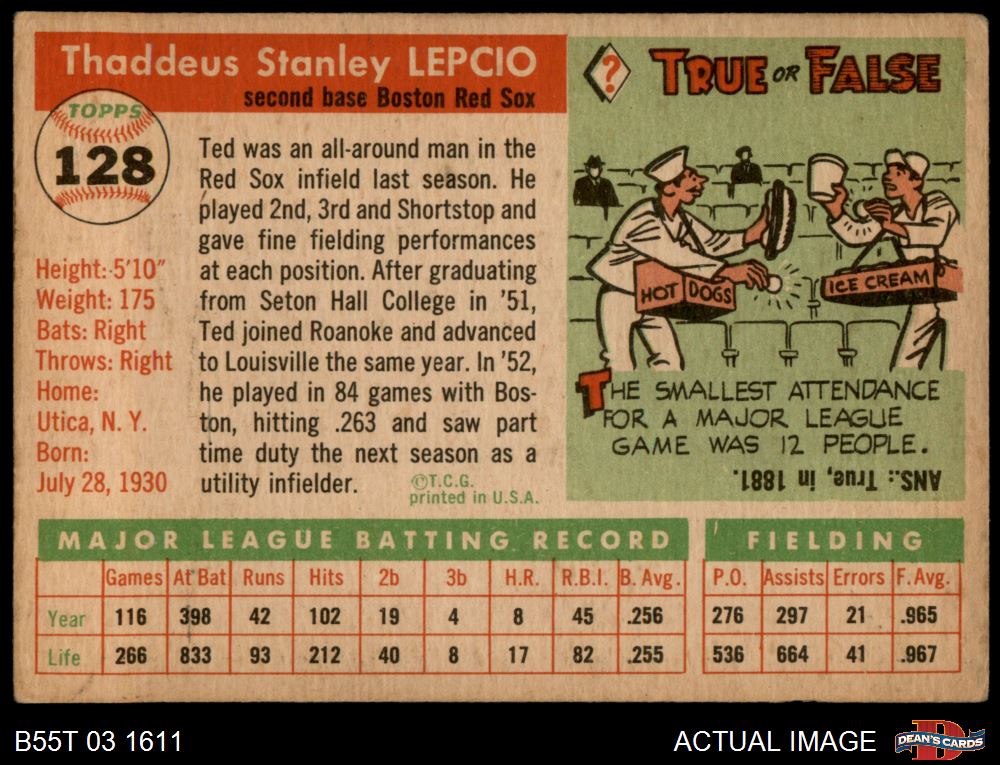 Thaddeus Stanley LEPCIO
second base Boston Red Sox
TOPPS
128
Height: 5'10"
Weight: 175
Bats: Right
Throws: Right
Home:
Utica, N. Y.
Born:
July 28, 1930
Ted was an all-around man in the
Red Sox infield last season. He
played 2nd, 3rd and Shortstop and
gave fine fielding performances
at each position. After graduating
from Seton Hall College in '51,
Ted joined Roanoke and advanced
to Louisville the same year. In '52,
he played in 84 games with Bos-
ton, hitting .263 and saw part
time duty the next season as a
utility infielder.
©T.C.G.
printed in U.S.A.
?
TRUE OR FALSE
HOT DOGS
ICE CREAM
THE SMALLEST ATTENDANCE
FOR A MAJOR LEAGUE
GAME WAS 12 PEOPLE.
ANS.: True, in 1881.
MAJOR LEAGUE BATTING RECORD
Games At Bat Runs Hits 2b 3b H.R. R.B.I. B. Avg.
Year 116 398 42 102 19 4 8 45 .256
Life 266 833 93 212 40 8 17 82 .255
FIELDING
P.O. Assists Errors F. Avg.
276 297 21 .965
536 664 41 .967
B55T 03 1611
ACTUAL IMAGE
DEAN'S CARDS